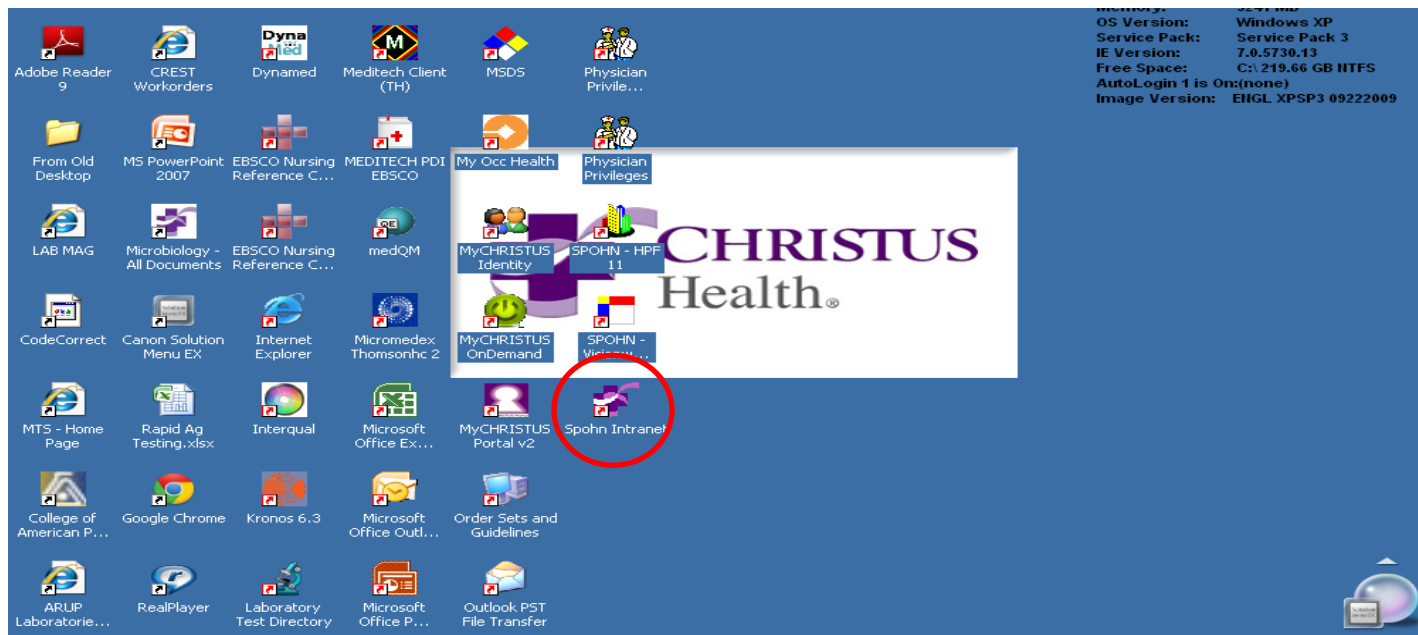 OS Version: Windows XP
Service Pack: Service Pack 3
IE Version: 7.0.5730.13
Free Space: C:\ 219.66 GB NTFS
AutoLogin 1 is On:(none)
Image Version: ENGL XPSP3 09222009
Adobe Reader
9
CREST
Workorders
Dyna
Med
Dynamed
M
Meditech Client
(TH)
MSDS
Physician
Privile...
From Old
Desktop
MS PowerPoint
2007
EBSCO Nursing
Reference C...
MEDITECH PDI
EBSCO
My Occ Health
Physician
Privileges
LAB MAG
Microbiology -
All Documents
EBSCO Nursing
Reference C...
QE
medQM
MyCHRISTUS
Identity
SPOHN - HPF
11
CHRISTUS
Health®
CodeCorrect
Canon Solution
Menu EX
Internet
Explorer
Micromedex
Thomsonhc 2
MyCHRISTUS
OnDemand
SPOHN -
MTS - Home
Page
Rapid Ag
Testing.xlsx
Interqual
Microsoft
Office Ex...
MyCHRISTUS
Portal v2
Spohn Intranet
College of
American P...
Google Chrome
Kronos 6.3
Microsoft
Office Outl...
Order Sets and
Guidelines
ARUP
Laboratorie...
RealPlayer
Laboratory
Test Directory
Microsoft
Office P...
Outlook PST
File Transfer